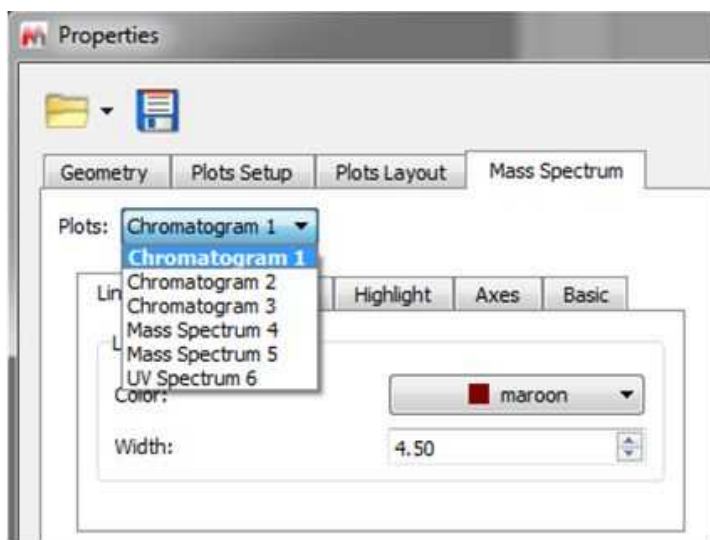 Properties
Geometry Plots Setup Plots Layout Mass Spectrum
Plots: Chromatogram 1
Chromatogram 1
Chromatogram 2
Chromatogram 3
Mass Spectrum 4
Mass Spectrum 5
UV Spectrum 6
Highlight Axes Basic
Color: maroon
Width: 4.50